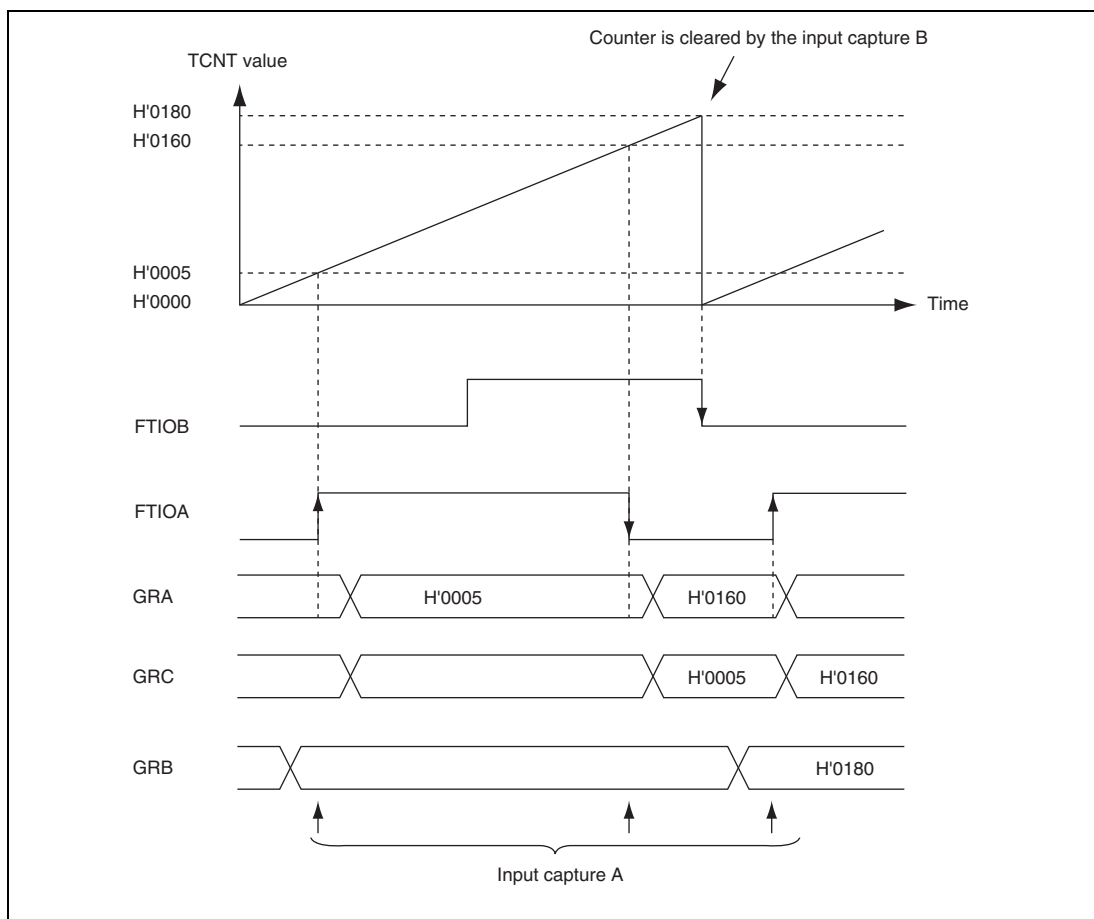 Counter is cleared by the input capture B
TCNT value
H'0180
H'0160
H'0005
H'0000
Time
FTIOB
FTIOA
GRA
H'0005
H'0160
GRC
H'0005
H'0160
GRB
H'0180
Input capture A